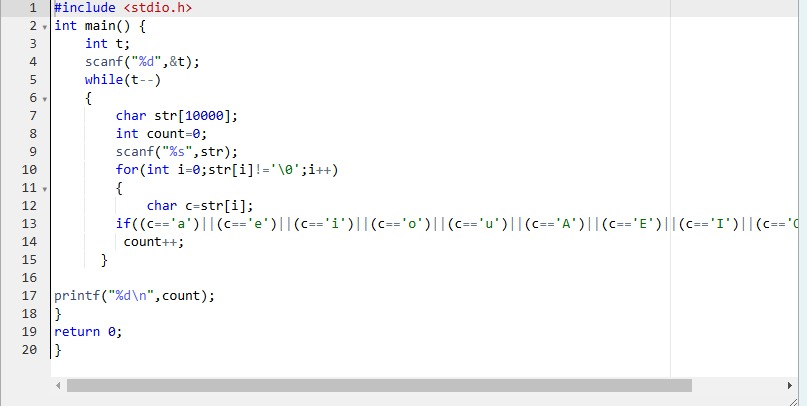 1 #include <stdio.h>
2 int main() {
3 int t;
4 scanf("%d",&t);
5 while(t--)
6 {
7 char str[10000];
8 int count=0;
9 scanf("%s",str);
10 for(int i=0;str[i]!='\0';i++)
11 {
12 char c=str[i];
13 if((c=='a')||(c=='e')||(c=='i')||(c=='o')||(c=='u')||(c=='A')||(c=='E')||(c=='I')||(c=='
14 count++;
15 }
16
17 printf("%d\n",count);
18 }
19 return 0;
20 }